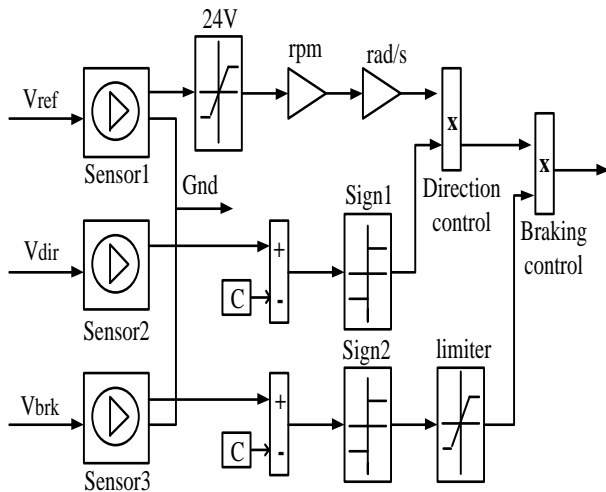 24V
rpm
rad/s
Vref
x
Sensor1
Gnd
x
Sign1
Direction
control
Vdir
+
C
-
Braking
control
Sensor2
Sign2
limiter
Vbrk
+
C
-
Sensor3